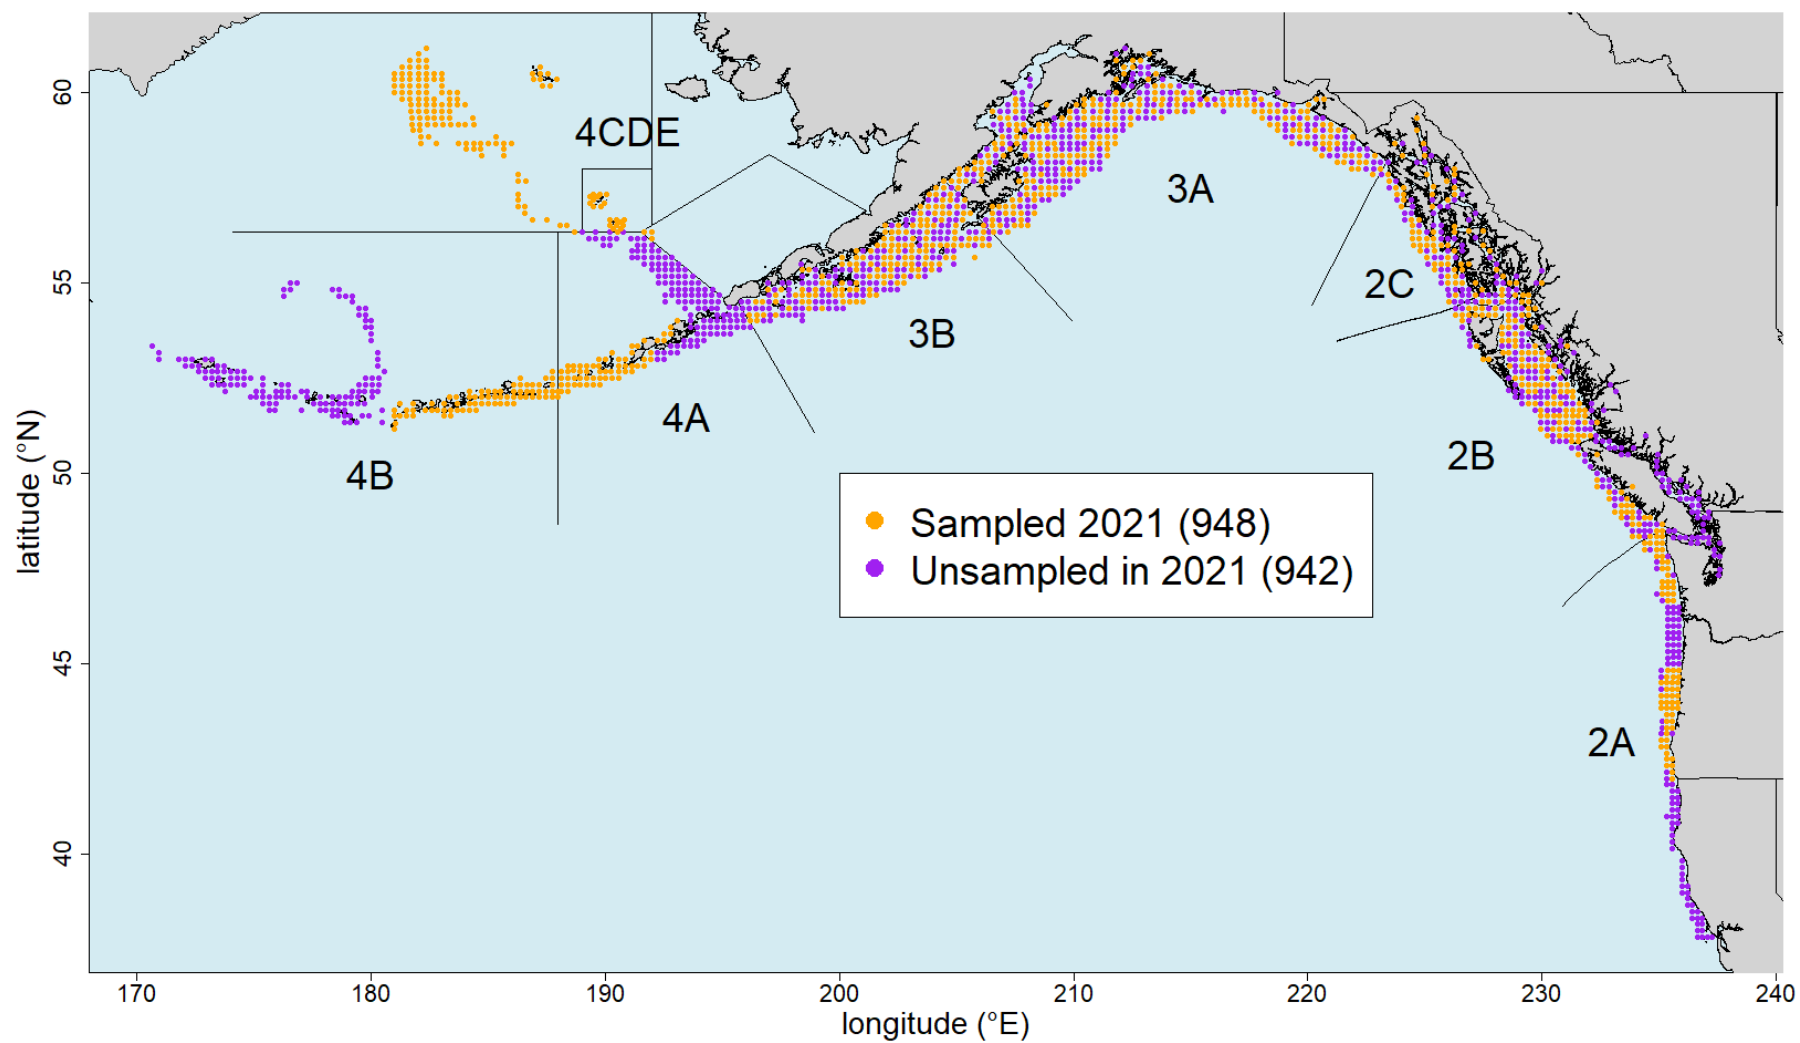 60
55
50
45
40
latitude (°N)
4CDE
3A
2C
3B
4A
2B
4B
Sampled 2021 (948)
Unsampled in 2021 (942)
2A
170
180
190
200
210
220
230
240
longitude (°E)